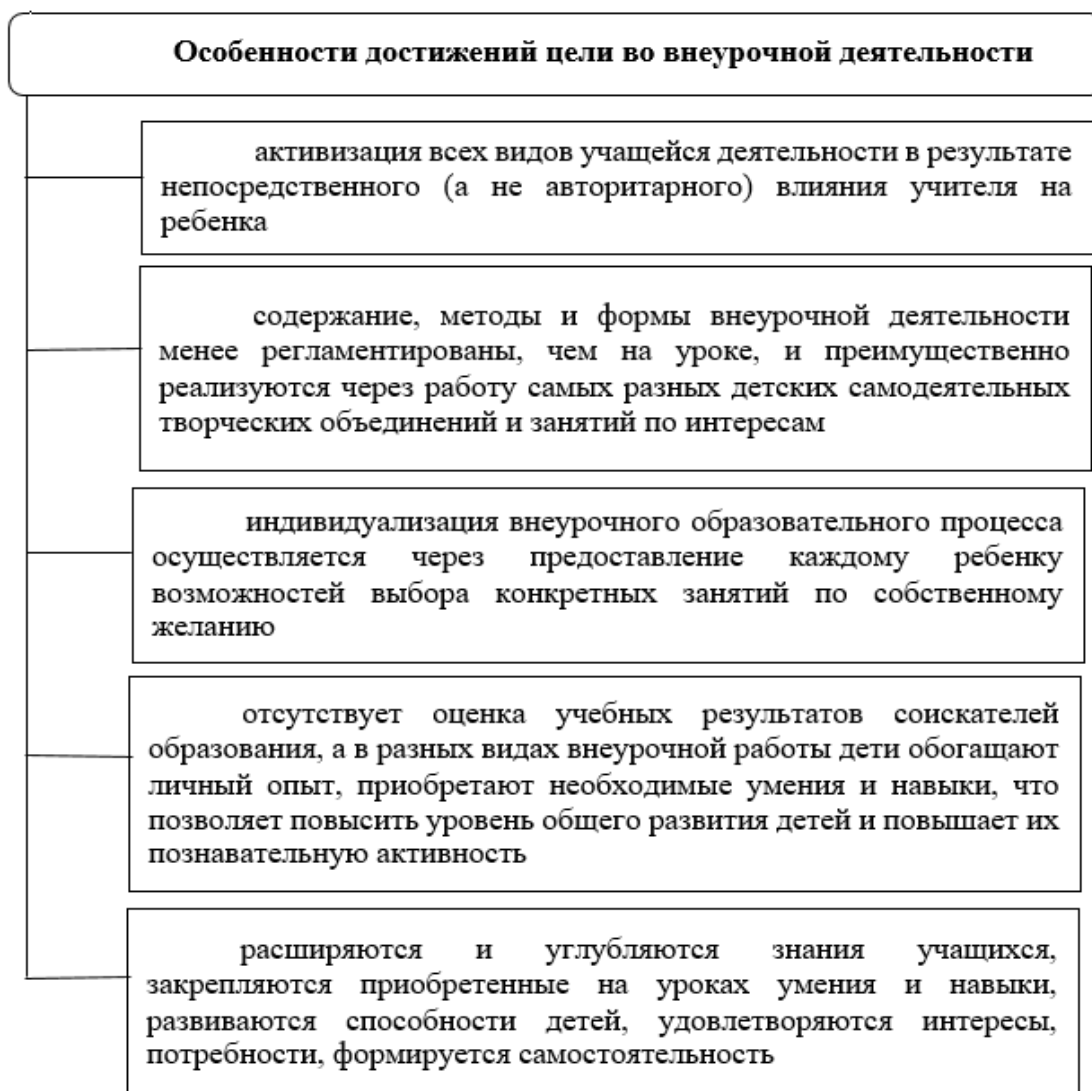 Особенности достижений цели во внеурочной деятельности
активизация всех видов учащейся деятельности в результате
непосредственного (а не авторитарного) влияния учителя на
ребенка
содержание, методы и формы внеурочной деятельности
менее регламентированы, чем на уроке, и преимущественно
реализуются через работу самых разных детских самодеятельных
творческих объединений и занятий по интересам
индивидуализация внеурочного образовательного процесса
осуществляется через предоставление каждому ребенку
возможностей выбора конкретных занятий по собственному
желанию
отсутствует оценка учебных результатов соискателей
образования, а в разных видах внеурочной работы дети обогащают
личный опыт, приобретают необходимые умения и навыки, что
позволяет повысить уровень общего развития детей и повышает их
познавательную активность
расширяются и углубляются знания учащихся,
закрепляются приобретенные на уроках умения и навыки,
развиваются способности детей, удовлетворяются интересы,
потребности, формируется самостоятельность